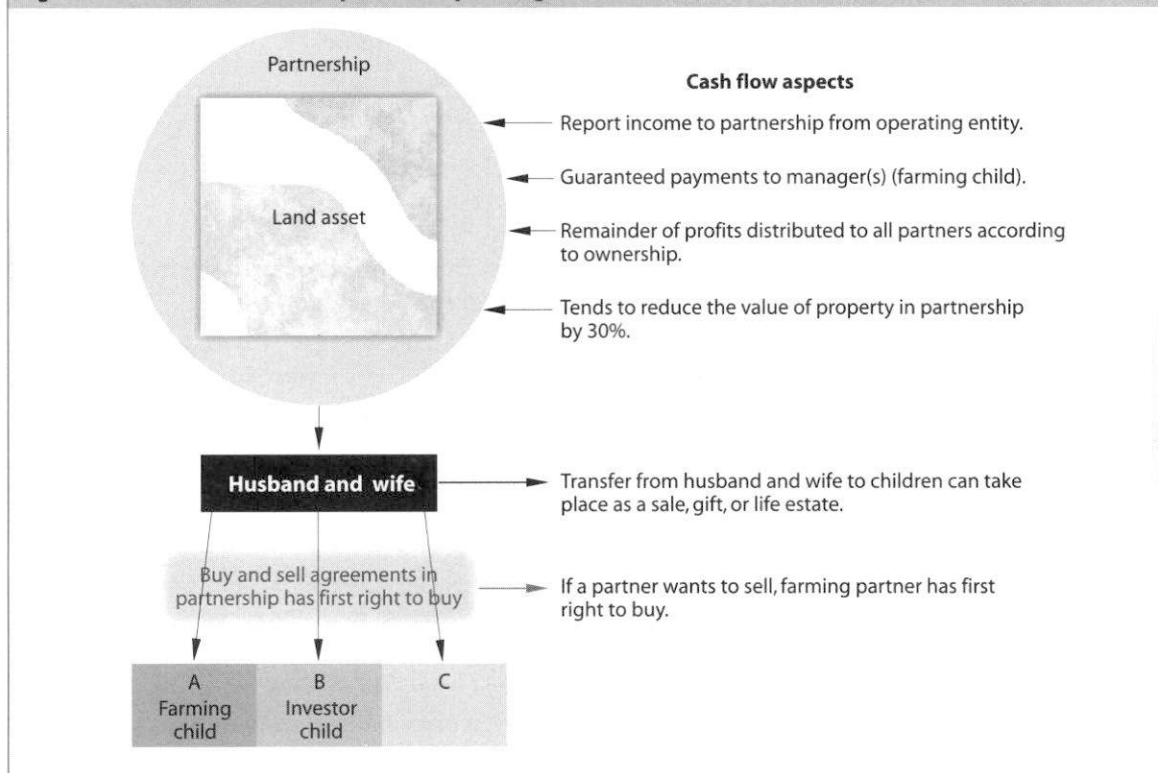 Partnership
Land asset
Cash flow aspects
Report income to partnership from operating entity.
Guaranteed payments to manager(s) (farming child).
Remainder of profits distributed to all partners according
to ownership.
Tends to reduce the value of property in partnership
by 30%.
Husband and wife
Transfer from husband and wife to children can take
place as a sale, gift, or life estate.
Buy and sell agreements in
partnership has first right to buy
If a partner wants to sell, farming partner has first
right to buy.
A
Farming
child
B
Investor
child
C